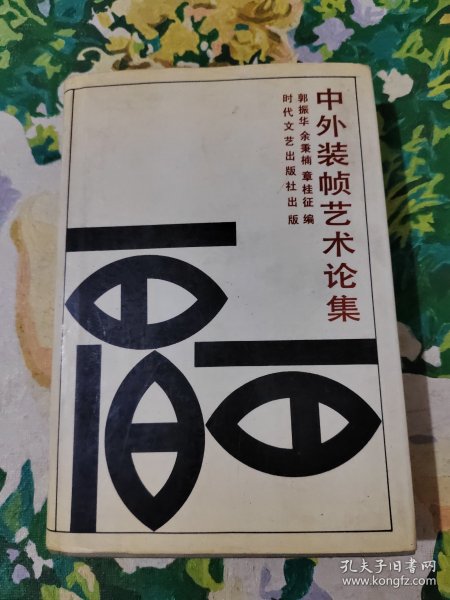 中外装帧艺术论集
郭振华 余秉楠 章桂征 编
时代文艺出版社出版
孔夫子旧书网
www.kongfz.com